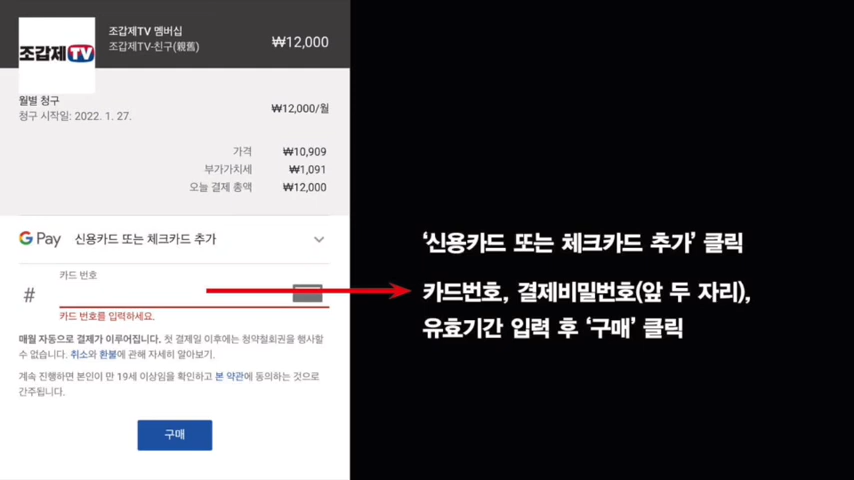 조갑제TV
조갑제TV 멤버십
조갑제TV-친구(親舊)
₩12,000
월별 청구
청구 시작일: 2022. 1. 27.
₩12,000/월
가격 ₩10,909
부가가치세 ₩1,091
오늘 결제 총액 ₩12,000
G Pay 신용카드 또는 체크카드 추가
카드 번호
#
카드 번호를 입력하세요.
매월 자동으로 결제가 이루어집니다. 첫 결제일 이후에는 청약철회권을 행사할
수 없습니다. 취소와 환불에 관해 자세히 알아보기.
계속 진행하면 본인이 만 19세 이상임을 확인하고 본 약관에 동의하는 것으로
간주됩니다.
구매
‘신용카드 또는 체크카드 추가’ 클릭
카드번호, 결제비밀번호(앞 두 자리),
유효기간 입력 후 ‘구매’ 클릭